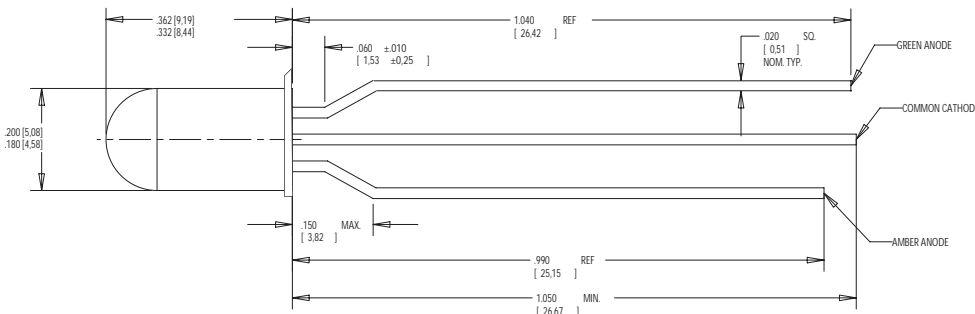 .362 [9,19]
.332 [8,44]
1.040 REF
[ 26,42 ]
.060 ±.010
[ 1,53 ±0,25 ]
.020 SQ.
[ 0,51 ]
NOM. TYP.
GREEN ANODE
COMMON CATHOD
.200 [5,08]
.180 [4,58]
.150 MAX.
[ 3,82 ]
AMBER ANODE
.990 REF
[ 25,15 ]
1.050 MIN.
[ 26,67 ]